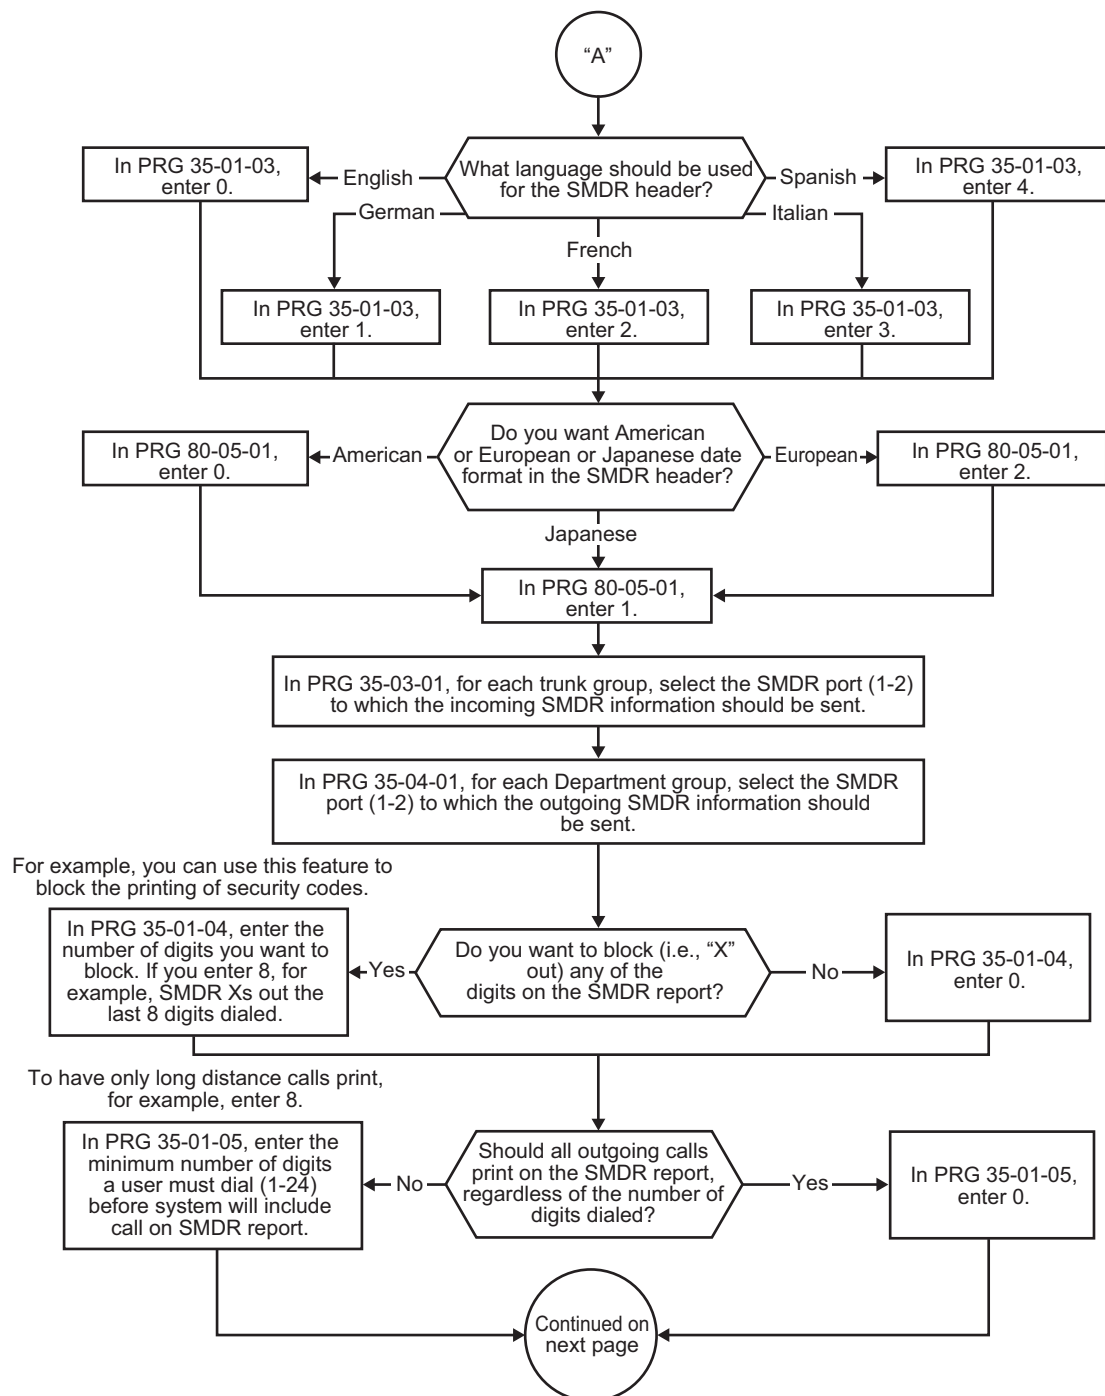 “A”
What language should be used
for the SMDR header?
English
In PRG 35-01-03,
enter 0.
Spanish
In PRG 35-01-03,
enter 4.
German
Italian
French
In PRG 35-01-03,
enter 1.
In PRG 35-01-03,
enter 2.
In PRG 35-01-03,
enter 3.
Do you want American
or European or Japanese date
format in the SMDR header?
American
In PRG 80-05-01,
enter 0.
European
In PRG 80-05-01,
enter 2.
Japanese
In PRG 80-05-01,
enter 1.
In PRG 35-03-01, for each trunk group, select the SMDR port (1-2)
to which the incoming SMDR information should be sent.
In PRG 35-04-01, for each Department group, select the SMDR
port (1-2) to which the outgoing SMDR information should
be sent.
For example, you can use this feature to
block the printing of security codes.
In PRG 35-01-04, enter the
number of digits you want to
block. If you enter 8, for
example, SMDR Xs out the
last 8 digits dialed.
Yes
Do you want to block (i.e., “X”
out) any of the
digits on the SMDR report?
No
In PRG 35-01-04,
enter 0.
To have only long distance calls print,
for example, enter 8.
In PRG 35-01-05, enter the
minimum number of digits
a user must dial (1-24)
before system will include
call on SMDR report.
No
Should all outgoing calls
print on the SMDR report,
regardless of the number of
digits dialed?
Yes
In PRG 35-01-05,
enter 0.
Continued on
next page